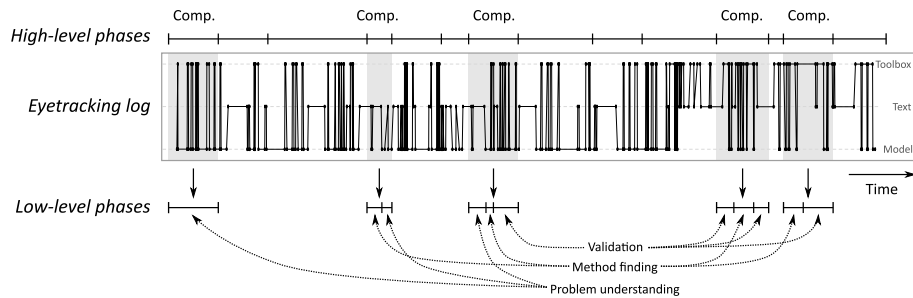 Comp. Comp. Comp. Comp. Comp.
High-level phases
Toolbox
Eyetracking log
Text
Model
Time
Low-level phases
Validation
Method finding
Problem understanding